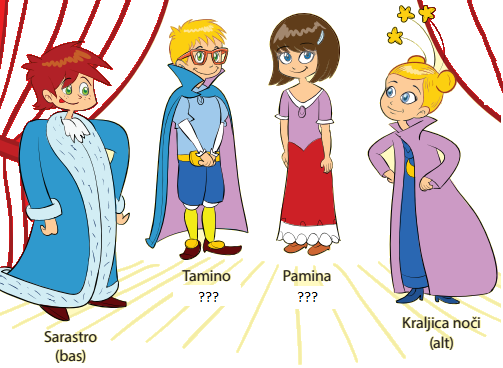 Tamino
???
Pamina
???
Sarastro
(bas)
Kraljica noči
(alt)